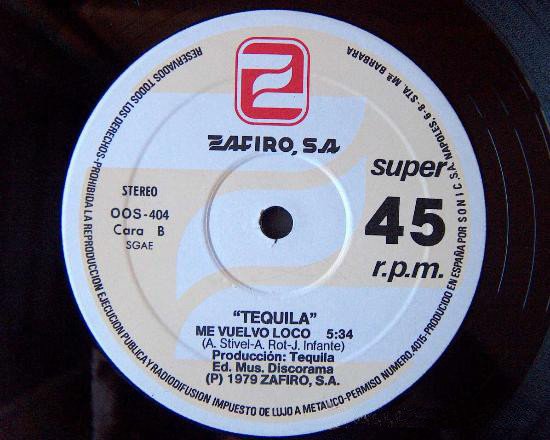 ZAFIRO, S.A
super
45
r.p.m.
STEREO
OOS-404
Cara B
SGAE
"TEQUILA"
ME VUELVO LOCO 5:34
(A. Stivel-A. Rot-J. Infante)
Producción: Tequila
Ed. Mus. Discorama
(P) 1979 ZAFIRO, S.A.
RESERVADOS TODOS LOS DERECHOS-PROHIBIDA LA REPRODUCCION EJECUCION PUBLICA Y RADIODIFUSION IMPUESTO DE LUJO A METALICO-PERMISO NUMERO 4015-PRODUCIDO EN ESPAÑA POR SONIC S.A. NAPOLES, 6-8-STA. Mª. BARBARA